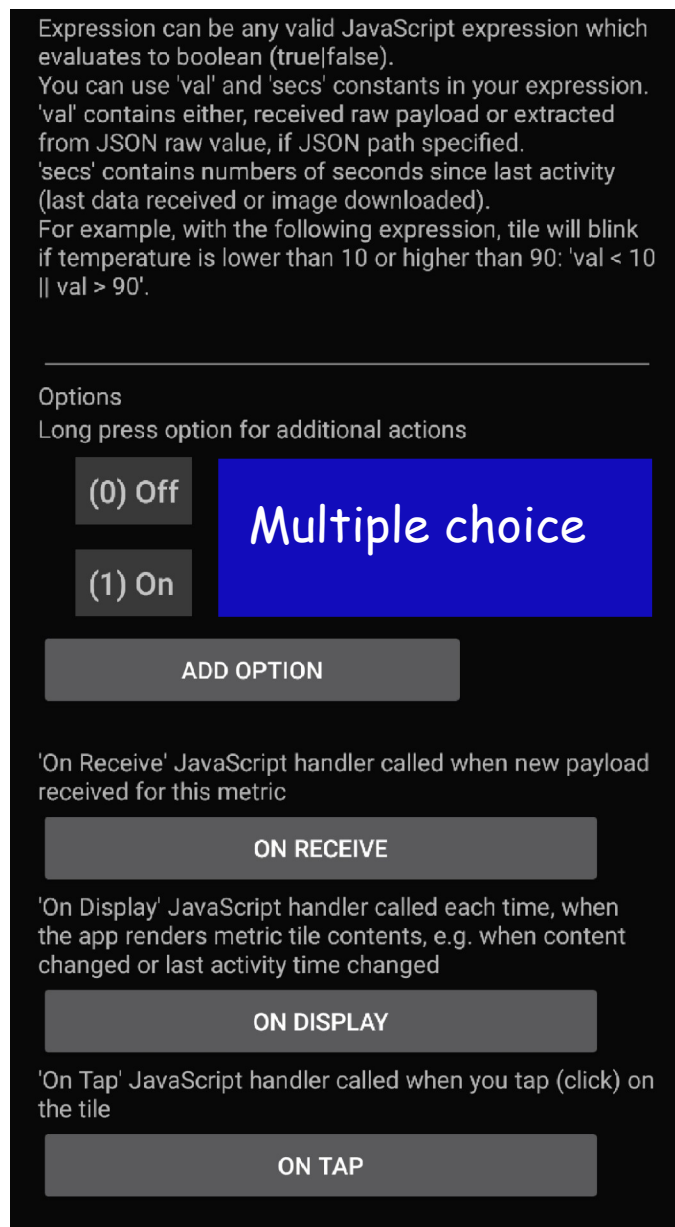 Expression can be any valid JavaScript expression which
evaluates to boolean (true|false).
You can use 'val' and 'secs' constants in your expression.
'val' contains either, received raw payload or extracted
from JSON raw value, if JSON path specified.
'secs' contains numbers of seconds since last activity
(last data received or image downloaded).
For example, with the following expression, tile will blink
if temperature is lower than 10 or higher than 90: 'val < 10
|| val > 90'.
Options
Long press option for additional actions
(0) Off
Multiple choice
(1) On
ADD OPTION
'On Receive' JavaScript handler called when new payload
received for this metric
ON RECEIVE
'On Display' JavaScript handler called each time, when
the app renders metric tile contents, e.g. when content
changed or last activity time changed
ON DISPLAY
'On Tap' JavaScript handler called when you tap (click) on
the tile
ON TAP